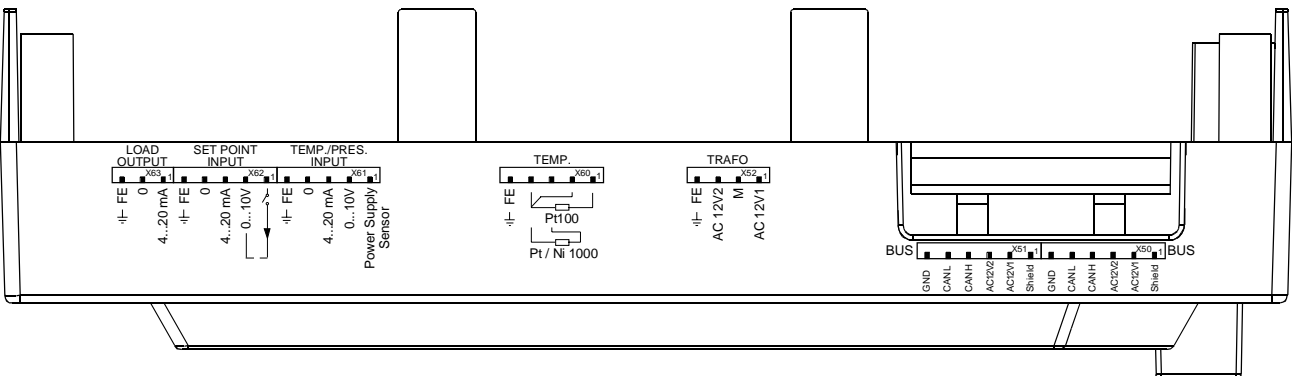 LOAD
OUTPUT
X63 1
FE
0
4...20 mA
SET POINT
INPUT
X62 1
FE
0
4...20 mA
0...10V
TEMP./PRES.
INPUT
X61 1
FE
0
4...20 mA
0...10V
Power Supply
Sensor
TEMP.
X60 1
FE
Pt100
Pt / Ni 1000
TRAFO
X52 1
FE
AC 12V2
M
AC 12V1
BUS
X51 1
GND
CANL
CANH
AC12V2
AC12V1
Shield
X50 1
BUS
GND
CANL
CANH
AC12V2
AC12V1
Shield